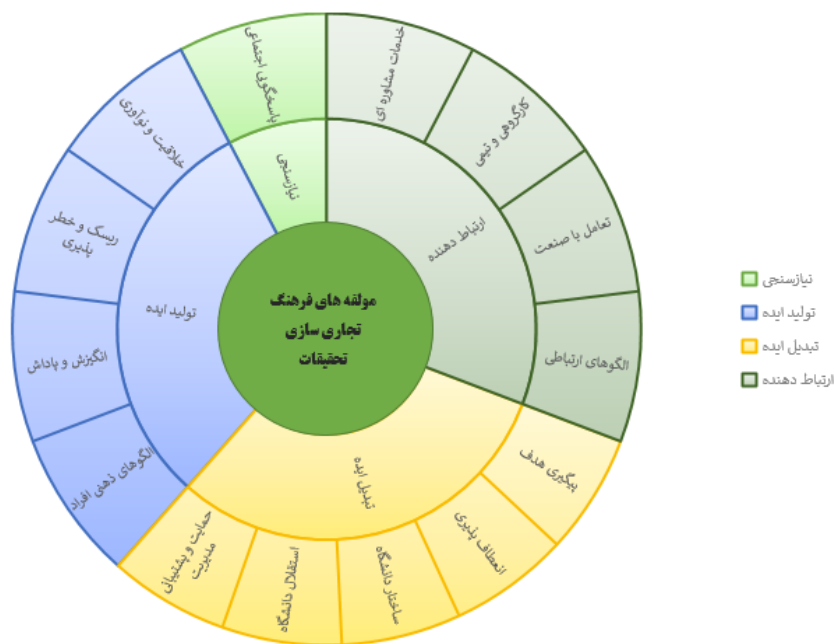 مولفه های فرهنگ
تجاری سازی
تحقیقات
ارتباط دهنده
خدمات مشاوره ای
کارگروهی و تیمی
تعامل با صنعت
الگوهای ارتباطی
تبدیل ایده
پیگیری هدف
انعطاف پذیری
ساختار دانشگاه
استقلال دانشگاه
حمایت و پشتیبانی
مدیریت
تولید ایده
الگوهای ذهنی افراد
انگیزش و پاداش
ریسک و خطر
پذیری
خلاقیت و نوآوری
نیازسنجی
پاسخگویی اجتماعی
نیازسنجی
تولید ایده
تبدیل ایده
ارتباط دهنده